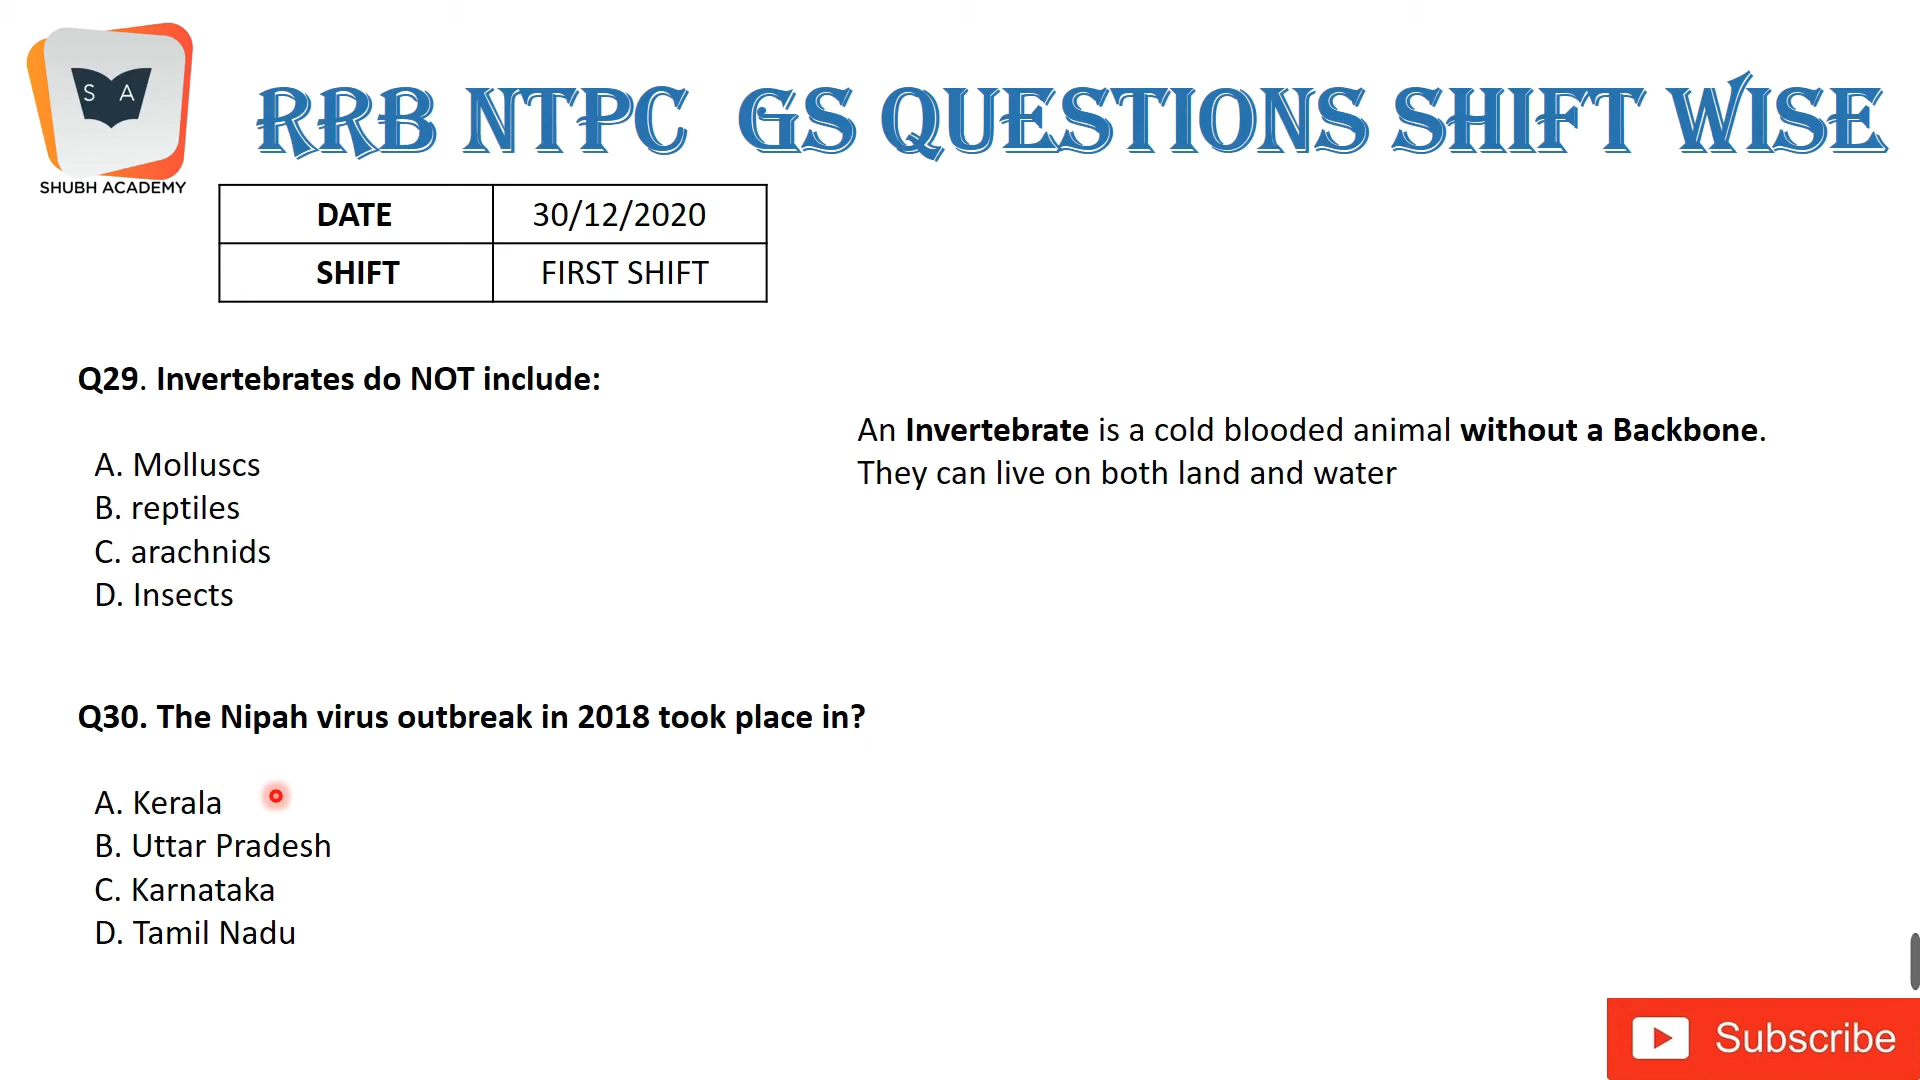 S A
SHUBH ACADEMY
RRB NTPC GS QUESTIONS SHIFT WISE
DATE 30/12/2020
SHIFT FIRST SHIFT
Q29. Invertebrates do NOT include:
A. Molluscs
B. reptiles
C. arachnids
D. Insects
An Invertebrate is a cold blooded animal without a Backbone.
They can live on both land and water
Q30. The Nipah virus outbreak in 2018 took place in?
A. Kerala
B. Uttar Pradesh
C. Karnataka
D. Tamil Nadu
Subscribe